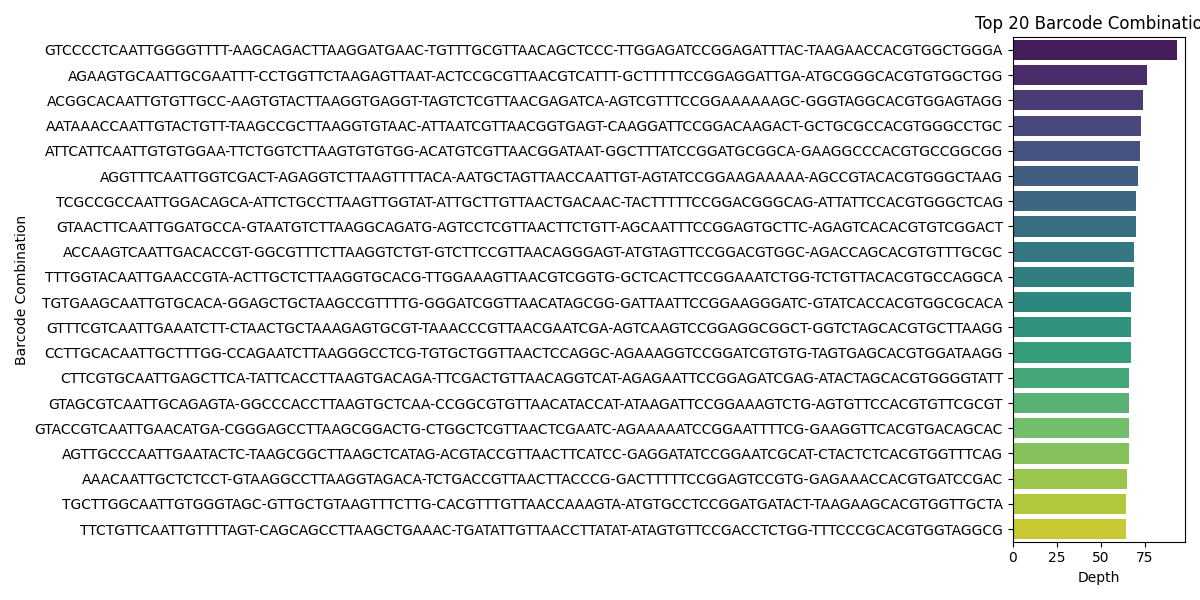 Top 20 Barcode Combinatio
GTCCCCTCAATTGGGGTTTT-AAGCAGACTTAAGGATGAAC-TGTTTGCGTTAACAGCTCCC-TTGGAGATCCGGAGATTTAC-TAAGAACCACGTGGCTGGGA
AGAAGTGCAATTGCGAATTT-CCTGGTTCTAAGAGTTAAT-ACTCCGCGTTAACGTCATTT-GCTTTTTCCGGAGGATTGA-ATGCGGGCACGTGTGGCTGG
ACGGCACAATTGTGTTGCC-AAGTGTACTTAAGGTGAGGT-TAGTCTCGTTAACGAGATCA-AGTCGTTTCCGGAAAAAAGC-GGGTAGGCACGTGGAGTAGG
AATAAACCAATTGTACTGTT-TAAGCCGCTTAAGGTGTAAC-ATTAATCGTTAACGGTGAGT-CAAGGATTCCGGACAAGACT-GCTGCGCCACGTGGGCCTGC
ATTCATTCAATTGTGTGGAA-TTCTGGTCTTAAGTGTGTGG-ACATGTCGTTAACGGATAAT-GGCTTTATCCGGATGCGGCA-GAAGGCCCACGTGCCGGCGG
AGGTTTCAATTGGTCGACT-AGAGGTCTTAAGTTTTACA-AATGCTAGTTAACCAATTGT-AGTATCCGGAAGAAAAA-AGCCGTACACGTGGGCTAAG
TCGCCGCCAATTGGACAGCA-ATTCTGCCTTAAGTTGGTAT-ATTGCTTGTTAACTGACAAC-TACTTTTTCCGGACGGGCAG-ATTATTCCACGTGGGCTCAG
GTAACTTCAATTGGATGCCA-GTAATGTCTTAAGGCAGATG-AGTCCTCGTTAACTTCTGTT-AGCAATTTCCGGAGTGCTTC-AGAGTCACACGTGTCGGACT
ACCAAGTCAATTGACACCGT-GGCGTTTCTTAAGGTCTGT-GTCTTCCGTTAACAGGGAGT-ATGTAGTTCCGGACGTGGC-AGACCAGCACGTGTTTGCGC
TTTGGTACAATTGAACCGTA-ACTTGCTCTTAAGGTGCACG-TTGGAAAGTTAACGTCGGTG-GCTCACTTCCGGAAATCTGG-TCTGTTACACGTGCCAGGCA
TGTGAAGCAATTGTGCACA-GGAGCTGCTAAGCCGTTTTG-GGGATCGGTTAACATAGCGG-GATTAATTCCGGAAGGGATC-GTATCACCACGTGGCGCACA
GTTTCGTCAATTGAAATCTT-CTAACTGCTAAAGAGTGCGT-TAAACCCGTTAACGAATCGA-AGTCAAGTCCGGAGGCGGCT-GGTCTAGCACGTGCTTAAGG
CCTTGCACAATTGCTTTGG-CCAGAATCTTAAGGGCCTCG-TGTGCTGGTTAACTCCAGGC-AGAAAGGTCCGGATCGTGTG-TAGTGAGCACGTGGATAAGG
CTTCGTGCAATTGAGCTTCA-TATTCACCTTAAGTGACAGA-TTCGACTGTTAACAGGTCAT-AGAGAATTCCGGAGATCGAG-ATACTAGCACGTGGGGTATT
GTAGCGTCAATTGCAGAGTA-GGCCCACCTTAAGTGCTCAA-CCGGCGTGTTAACATACCAT-ATAAGATTCCGGAAAGTCTG-AGTGTTCCACGTGTTCGCGT
GTACCGTCAATTGAACATGA-CGGGAGCCTTAAGCGGACTG-CTGGCTCGTTAACTCGAATC-AGAAAAATCCGGAATTTTCG-GAAGGTTCACGTGACAGCAC
AGTTGCCCAATTGAATACTC-TAAGCGGCTTAAGCTCATAG-ACGTACCGTTAACTTCATCC-GAGGATATCCGGAATCGCAT-CTACTCTCACGTGGTTTCAG
AAACAATTGCTCTCCT-GTAAGGCCTTAAGGTAGACA-TCTGACCGTTAACTTACCCG-GACTTTTTCCGGAGTCCGTG-GAGAAACCACGTGATCCGAC
TGCTTGGCAATTGTGGGTAGC-GTTGCTGTAAGTTTCTTG-CACGTTTGTTAACCAAAGTA-ATGTGCCTCCGGATGATACT-TAAGAAGCACGTGGTTGCTA
TTCTGTTCAATTGTTTTAGT-CAGCAGCCTTAAGCTGAAAC-TGATATTGTTAACCTTATAT-ATAGTGTTCCGACCTCTGG-TTTCCCGCACGTGGTAGGCG
Barcode Combination
0 25 50 75
Depth